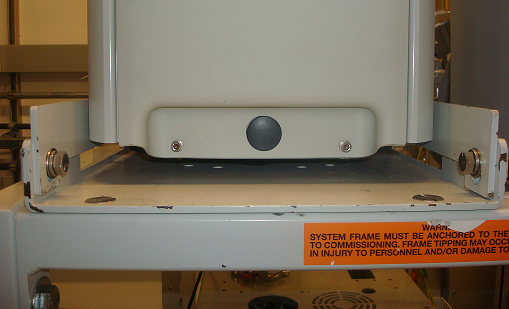 SYSTEM FRAME MUST BE ANCHORED TO THE
TO COMMISSIONING. FRAME TIPPING MAY OCC
IN INJURY TO PERSONNEL AND/OR DAMAGE TO